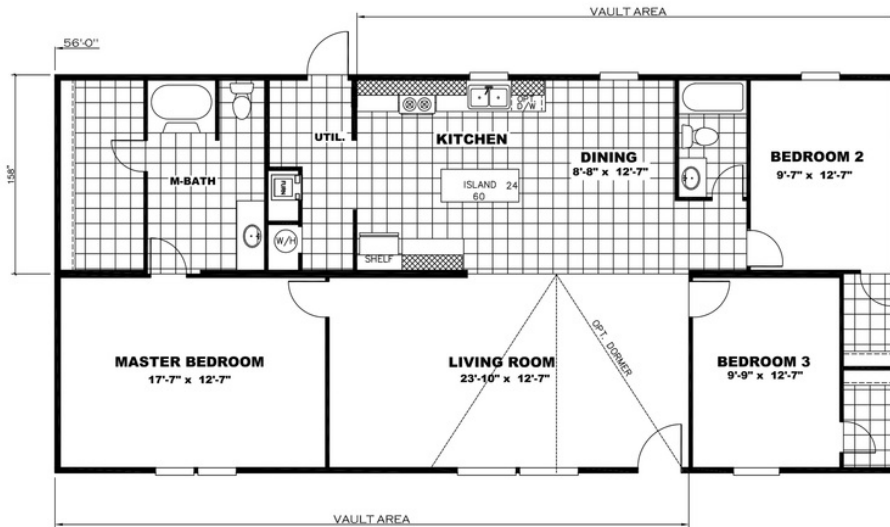 VAULT AREA
56'-0"
158"
UTIL.
KITCHEN
OPT.
D/W
DINING
8'-8" x 12'-7"
BEDROOM 2
9'-7" x 12'-7"
M-BATH
FURN
ISLAND 24
60
W/H
SHELF
MASTER BEDROOM
17'-7" x 12'-7"
LIVING ROOM
23'-10" x 12'-7"
OPT. DORMER
BEDROOM 3
9'-9" x 12'-7"
VAULT AREA